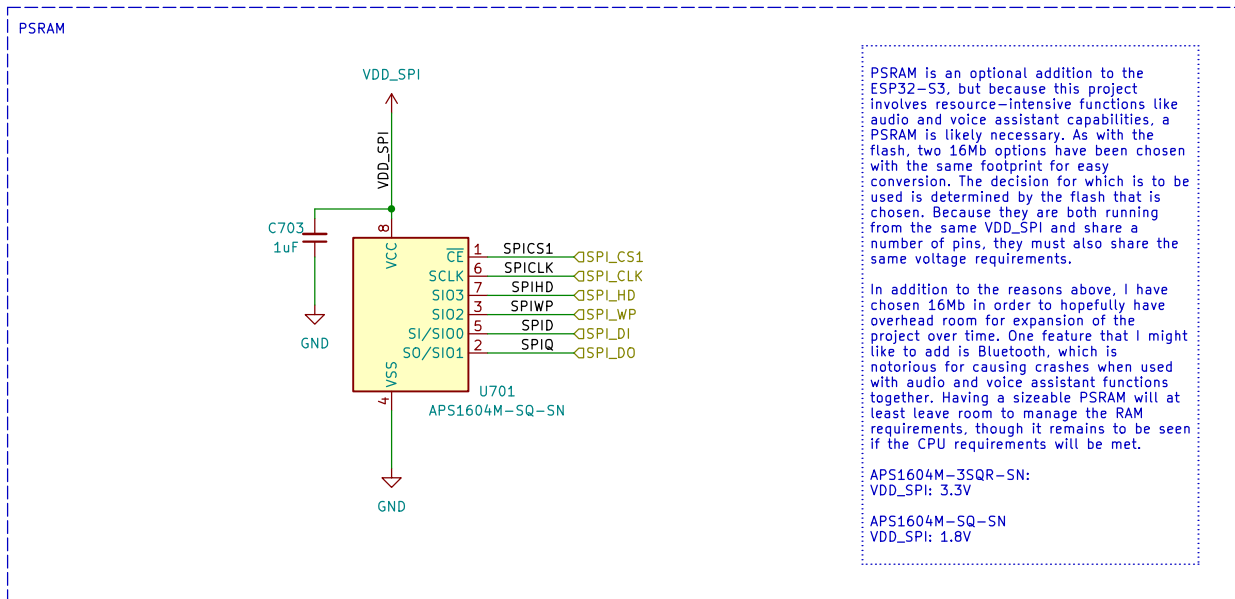 PSRAM
VDD_SPI
VDD_SPI
C703
1uF
GND
8
VCC
CE
1
SPICS1
SPI_CS1
SCLK
6
SPICLK
SPI_CLK
SIO3
7
SPIHD
SPI_HD
SIO2
3
SPIWP
SPI_WP
SI/SIO0
5
SPID
SPI_DI
SO/SIO1
2
SPIQ
SPI_DO
VSS
4
U701
APS1604M-SQ-SN
GND
PSRAM is an optional addition to the
ESP32-S3, but because this project
involves resource-intensive functions like
audio and voice assistant capabilities, a
PSRAM is likely necessary. As with the
flash, two 16Mb options have been chosen
with the same footprint for easy
conversion. The decision for which is to be
used is determined by the flash that is
chosen. Because they are both running
from the same VDD_SPI and share a
number of pins, they must also share the
same voltage requirements.
In addition to the reasons above, I have
chosen 16Mb in order to hopefully have
overhead room for expansion of the
project over time. One feature that I might
like to add is Bluetooth, which is
notorious for causing crashes when used
with audio and voice assistant functions
together. Having a sizeable PSRAM will at
least leave room to manage the RAM
requirements, though it remains to be seen
if the CPU requirements will be met.
APS1604M-3SQR-SN:
VDD_SPI: 3.3V
APS1604M-SQ-SN
VDD_SPI: 1.8V